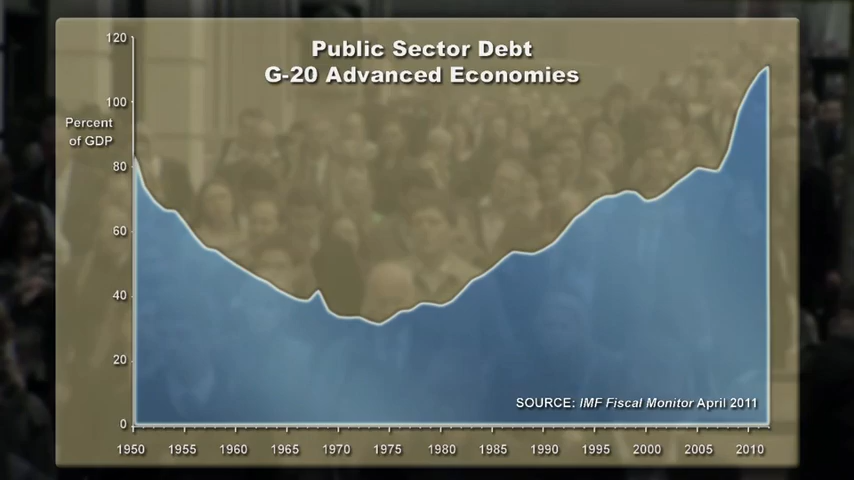 Public Sector Debt
G-20 Advanced Economies
Percent
of GDP
120
100
80
60
40
20
0
1950 1955 1960 1965 1970 1975 1980 1985 1990 1995 2000 2005 2010
SOURCE: IMF Fiscal Monitor April 2011